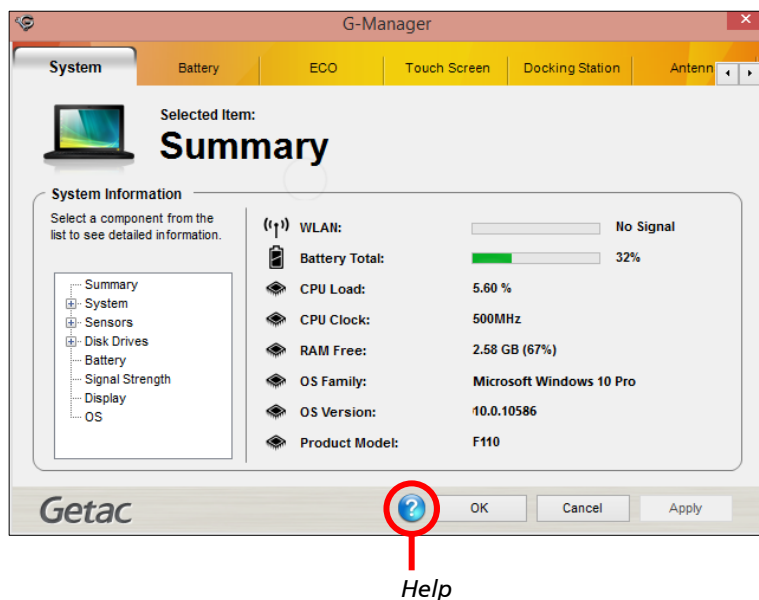 G-Manager
System Battery ECO Touch Screen Docking Station Antenn
Selected Item:
Summary
System Information
Select a component from the
list to see detailed information.
Summary
System
Sensors
Disk Drives
Battery
Signal Strength
Display
OS
WLAN: No Signal
Battery Total: 32%
CPU Load: 5.60 %
CPU Clock: 500MHz
RAM Free: 2.58 GB (67%)
OS Family: Microsoft Windows 10 Pro
OS Version: 10.0.10586
Product Model: F110
Getac ? OK Cancel Apply
Help